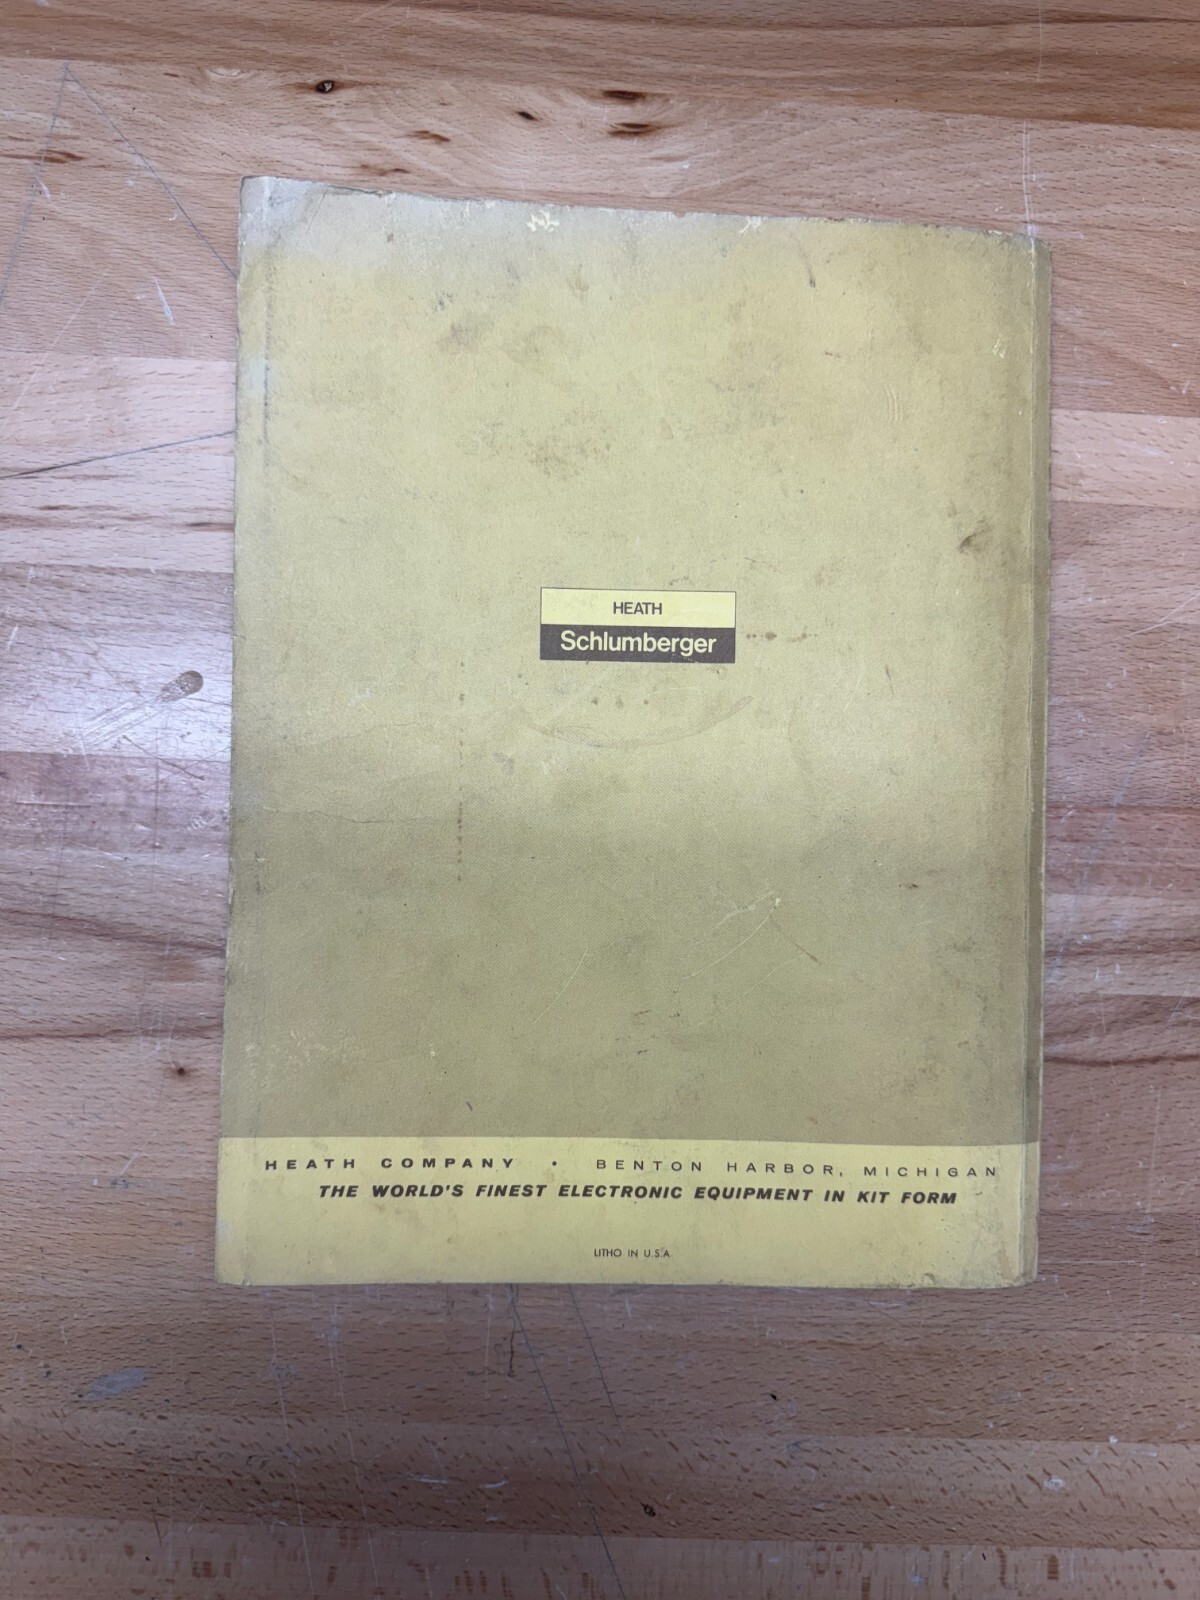 HEATH
Schlumberger
HEATH COMPANY • BENTON HARBOR, MICHIGAN
THE WORLD'S FINEST ELECTRONIC EQUIPMENT IN KIT FORM
LITHO IN U.S.A